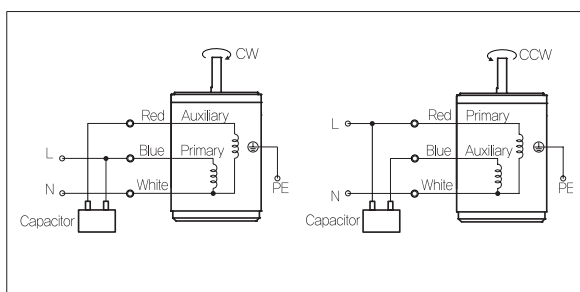 CW
Red Auxiliary
L Blue Primary
N White
PE
Capacitor
CCW
Red Primary
L
Blue Auxiliary
N White
PE
Capacitor